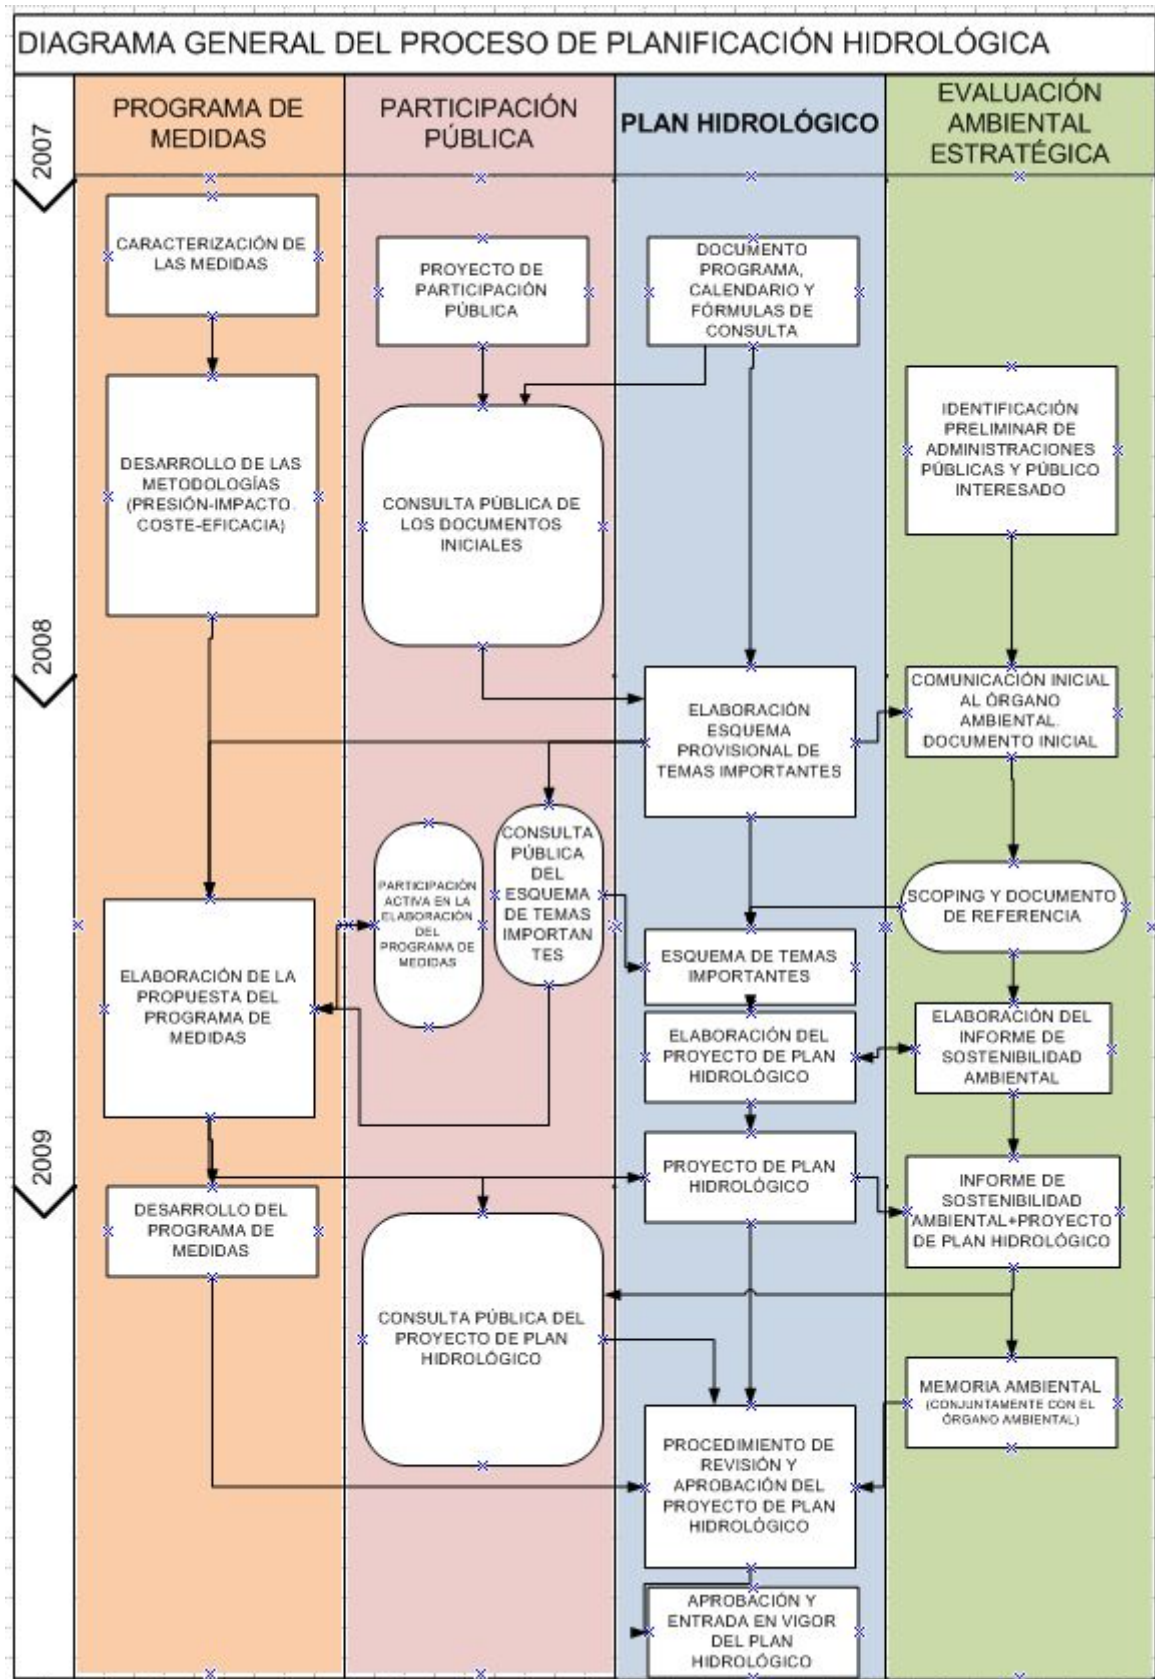 DIAGRAMA GENERAL DEL PROCESO DE PLANIFICACIÓN HIDROLÓGICA
2007
2008
2009
PROGRAMA DE
MEDIDAS
CARACTERIZACIÓN DE
LAS MEDIDAS
DESARROLLO DE LAS
METODOLOGÍAS
(PRESIÓN-IMPACTO.
COSTE-EFICACIA)
ELABORACIÓN DE LA
PROPUESTA DEL
PROGRAMA DE
MEDIDAS
DESARROLLO DEL
PROGRAMA DE
MEDIDAS
PARTICIPACIÓN
PÚBLICA
PROYECTO DE
PARTICIPACIÓN
PÚBLICA
CONSULTA PÚBLICA DE
LOS DOCUMENTOS
INICIALES
PARTICIPACIÓN
ACTIVA EN LA
ELABORACIÓN
DEL
PROGRAMA DE
MEDIDAS
CONSULTA
PÚBLICA
DEL
ESQUEMA
DE TEMAS
IMPORTAN
TES
CONSULTA PÚBLICA DEL
PROYECTO DE PLAN
HIDROLÓGICO
PLAN HIDROLÓGICO
DOCUMENTO
PROGRAMA,
CALENDARIO Y
FÓRMULAS DE
CONSULTA
ELABORACIÓN
ESQUEMA
PROVISIONAL DE
TEMAS IMPORTANTES
ESQUEMA DE TEMAS
IMPORTANTES
ELABORACIÓN DEL
PROYECTO DE PLAN
HIDROLÓGICO
PROYECTO DE PLAN
HIDROLÓGICO
PROCEDIMIENTO DE
REVISIÓN Y
APROBACIÓN DEL
PROYECTO DE PLAN
HIDROLÓGICO
APROBACIÓN Y
ENTRADA EN VIGOR
DEL PLAN
HIDROLÓGICO
EVALUACIÓN
AMBIENTAL
ESTRATÉGICA
IDENTIFICACIÓN
PRELIMINAR DE
ADMINISTRACIONES
PÚBLICAS Y PÚBLICO
INTERESADO
COMUNICACIÓN INICIAL
AL ÓRGANO
AMBIENTAL.
DOCUMENTO INICIAL
SCOPING Y DOCUMENTO
DE REFERENCIA
ELABORACIÓN DEL
INFORME DE
SOSTENIBILIDAD
AMBIENTAL
INFORME DE
SOSTENIBILIDAD
AMBIENTAL+PROYECTO
DE PLAN HIDROLÓGICO
MEMORIA AMBIENTAL
(CONJUNTAMENTE CON EL
ÓRGANO AMBIENTAL)